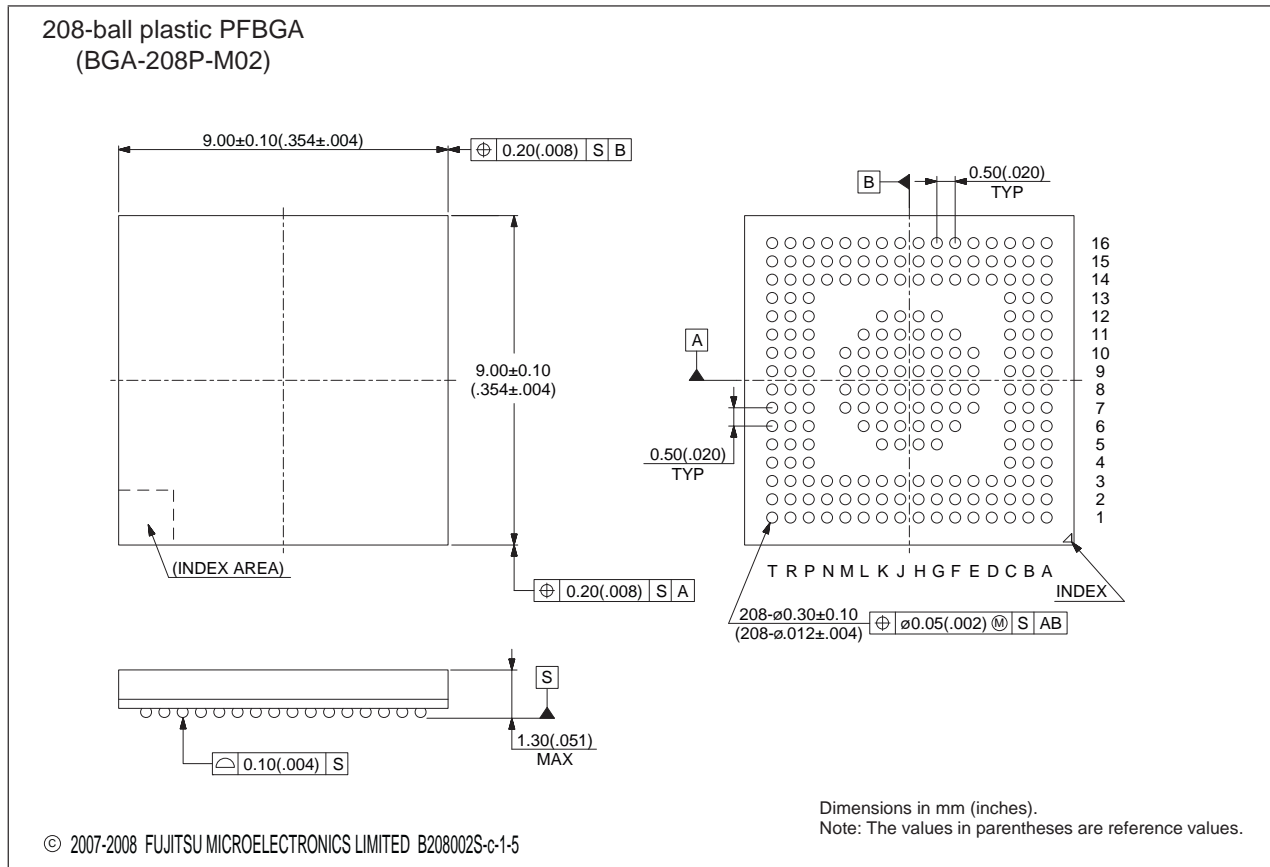 208-ball plastic PFBGA
(BGA-208P-M02)
9.00±0.10(.354±.004)
⌖ 0.20(.008) S B
B
0.50(.020)
TYP
16
15
14
13
12
11
10
9
8
7
6
5
4
3
2
1
A
9.00±0.10
(.354±.004)
0.50(.020)
TYP
(INDEX AREA)
T R P N M L K J H G F E D C B A
INDEX
⌖ 0.20(.008) S A
208-ø0.30±0.10
(208-ø.012±.004)
⌖ ø0.05(.002) Ⓜ S AB
S
1.30(.051)
MAX
⌓ 0.10(.004) S
Dimensions in mm (inches).
Note: The values in parentheses are reference values.
© 2007-2008 FUJITSU MICROELECTRONICS LIMITED B208002S-c-1-5